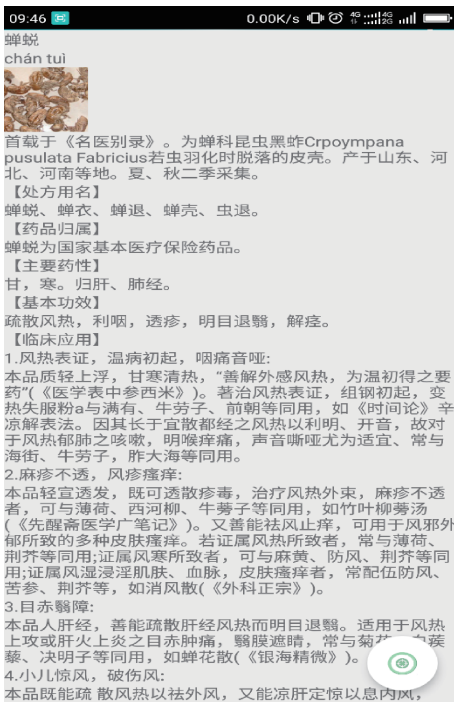 09:46 0.00K/s 4G 4G 2G
蝉蜕
chán tuì
首载于《名医别录》。为蝉科昆虫黑蚱Crpoympana
pusulata Fabricius若虫羽化时脱落的皮壳。产于山东、河
北、河南等地。夏、秋二季采集。
【处方用名】
蝉蜕、蝉衣、蝉退、蝉壳、虫退。
【药品归属】
蝉蜕为国家基本医疗保险药品。
【主要药性】
甘，寒。归肝、肺经。
【基本功效】
疏散风热，利咽，透疹，明目退翳，解痉。
【临床应用】
1.风热表证，温病初起，咽痛音哑:
本品质轻上浮，甘寒清热，“善解外感风热，为温初得之要
药”(《医学表中参西米》)。著治风热表证，组钢初起，变
热失服粉a与满有、牛劳子、前朝等同用，如《时间论》辛
凉解表法。因其长于宜散都经之风热以利明、开音，故对
于风热郁肺之咳嗽，明喉痒痛，声音嘶哑尤为适宜、常与
海街、牛劳子，胙大海等同用。
2.麻疹不透，风疹瘙痒:
本品轻宣透发，既可透散疹毒，治疗风热外束，麻疹不透
者，可与薄荷、西河柳、牛蒡子等同用，如竹叶柳蒡汤
(《先醒斋医学广笔记》)。又善能祛风止痒，可用于风邪外
郁所致的多种皮肤瘙痒。若证属风热所致者，常与薄荷、
荆芥等同用;证属风寒所致者，可与麻黄、防风、荆芥等同
用;证属风湿浸淫肌肤、血脉，皮肤瘙痒者，常配伍防风、
苦参、荆芥等，如消风散(《外科正宗》)。
3.目赤翳障:
本品人肝经，善能疏散肝经风热而明目退翳。适用于风热
上攻或肝火上炎之目赤肿痛，翳膜遮睛，常与菊花、白蒺
藜、决明子等同用，如蝉花散(《银海精微》)。
4.小儿惊风，破伤风:
本品既能疏 散风热以祛外风，又能凉肝定惊以息内风，